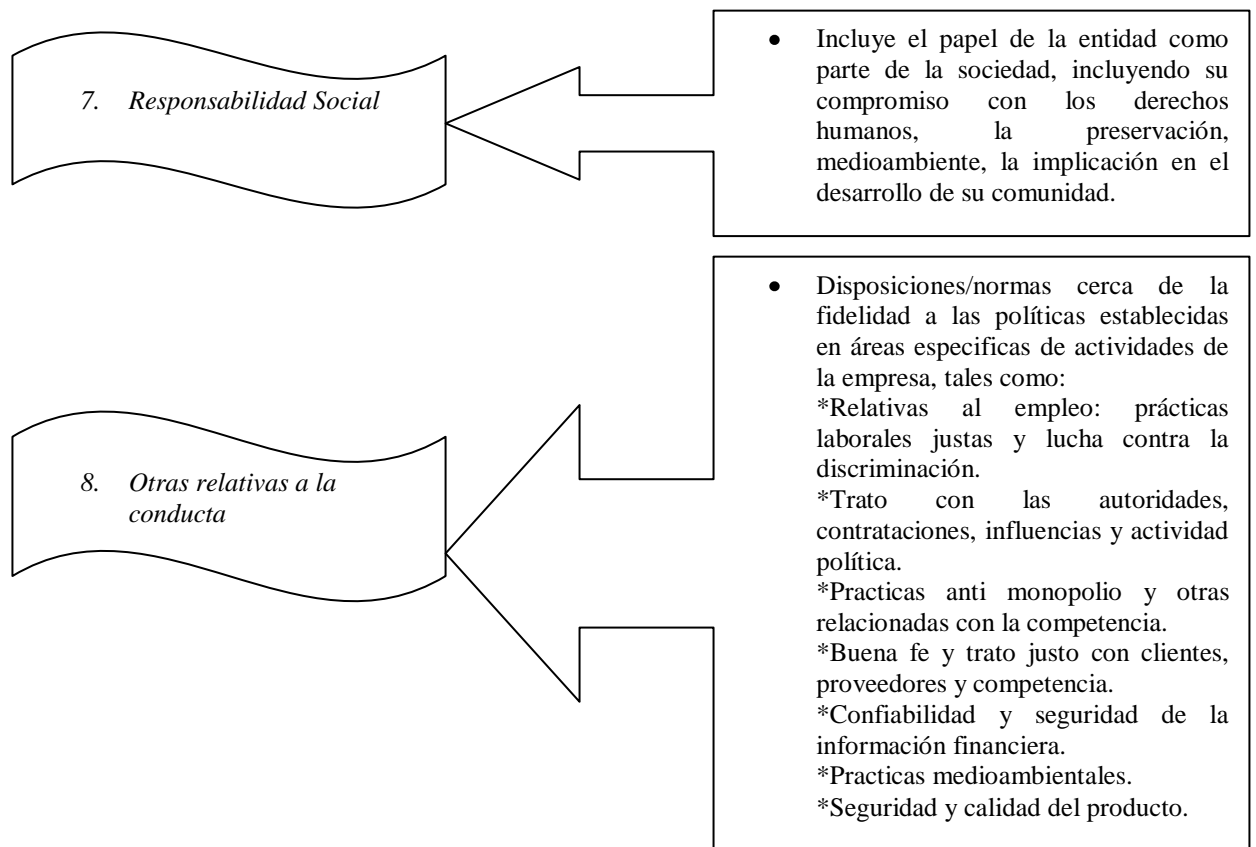 7. Responsabilidad Social
• Incluye el papel de la entidad como
parte de la sociedad, incluyendo su
compromiso con los derechos
humanos, la preservación,
medioambiente, la implicación en el
desarrollo de su comunidad.
8. Otras relativas a la
conducta
• Disposiciones/normas cerca de la
fidelidad a las políticas establecidas
en áreas especificas de actividades de
la empresa, tales como:
*Relativas al empleo: prácticas
laborales justas y lucha contra la
discriminación.
*Trato con las autoridades,
contrataciones, influencias y actividad
política.
*Practicas anti monopolio y otras
relacionadas con la competencia.
*Buena fe y trato justo con clientes,
proveedores y competencia.
*Confiabilidad y seguridad de la
información financiera.
*Practicas medioambientales.
*Seguridad y calidad del producto.